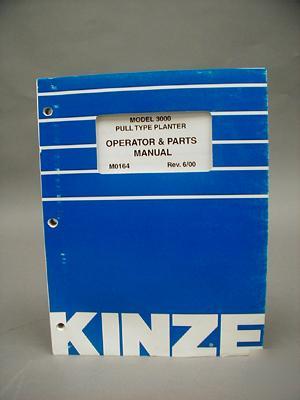 MODEL 3000
PULL TYPE PLANTER
OPERATOR & PARTS
MANUAL
M0164 Rev. 6/00
KINZE®